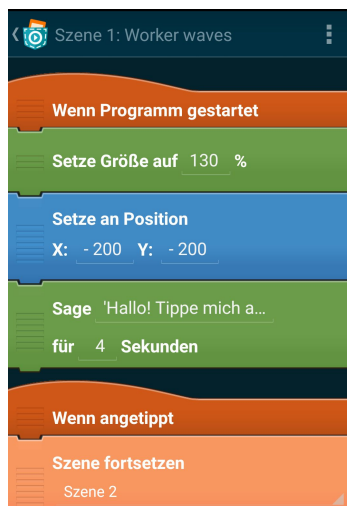 Szene 1: Worker waves
Wenn Programm gestartet
Setze Größe auf 130 %
Setze an Position
X: - 200 Y: - 200
Sage 'Hallo! Tippe mich a...
für 4 Sekunden
Wenn angetippt
Szene fortsetzen
Szene 2